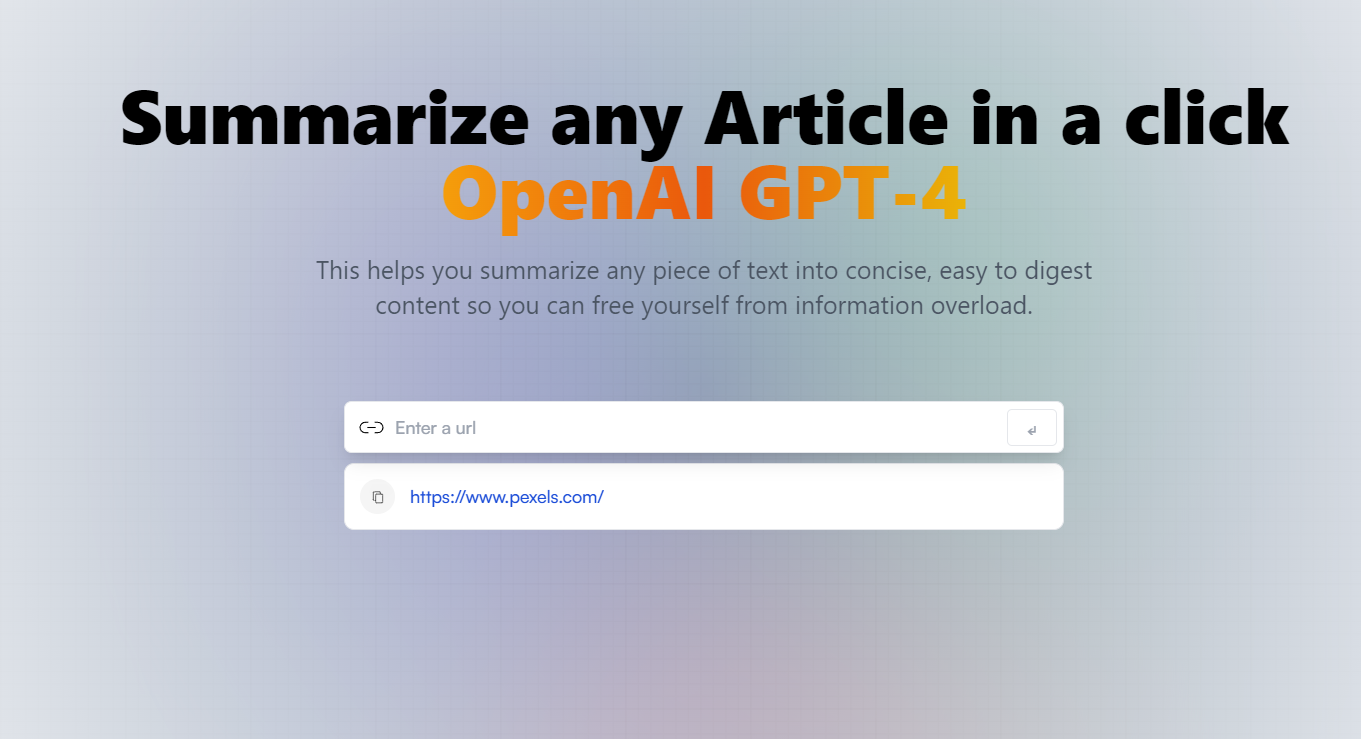 Summarize any Article in a click
OpenAI GPT-4
This helps you summarize any piece of text into concise, easy to digest
content so you can free yourself from information overload.
Enter a url
https://www.pexels.com/